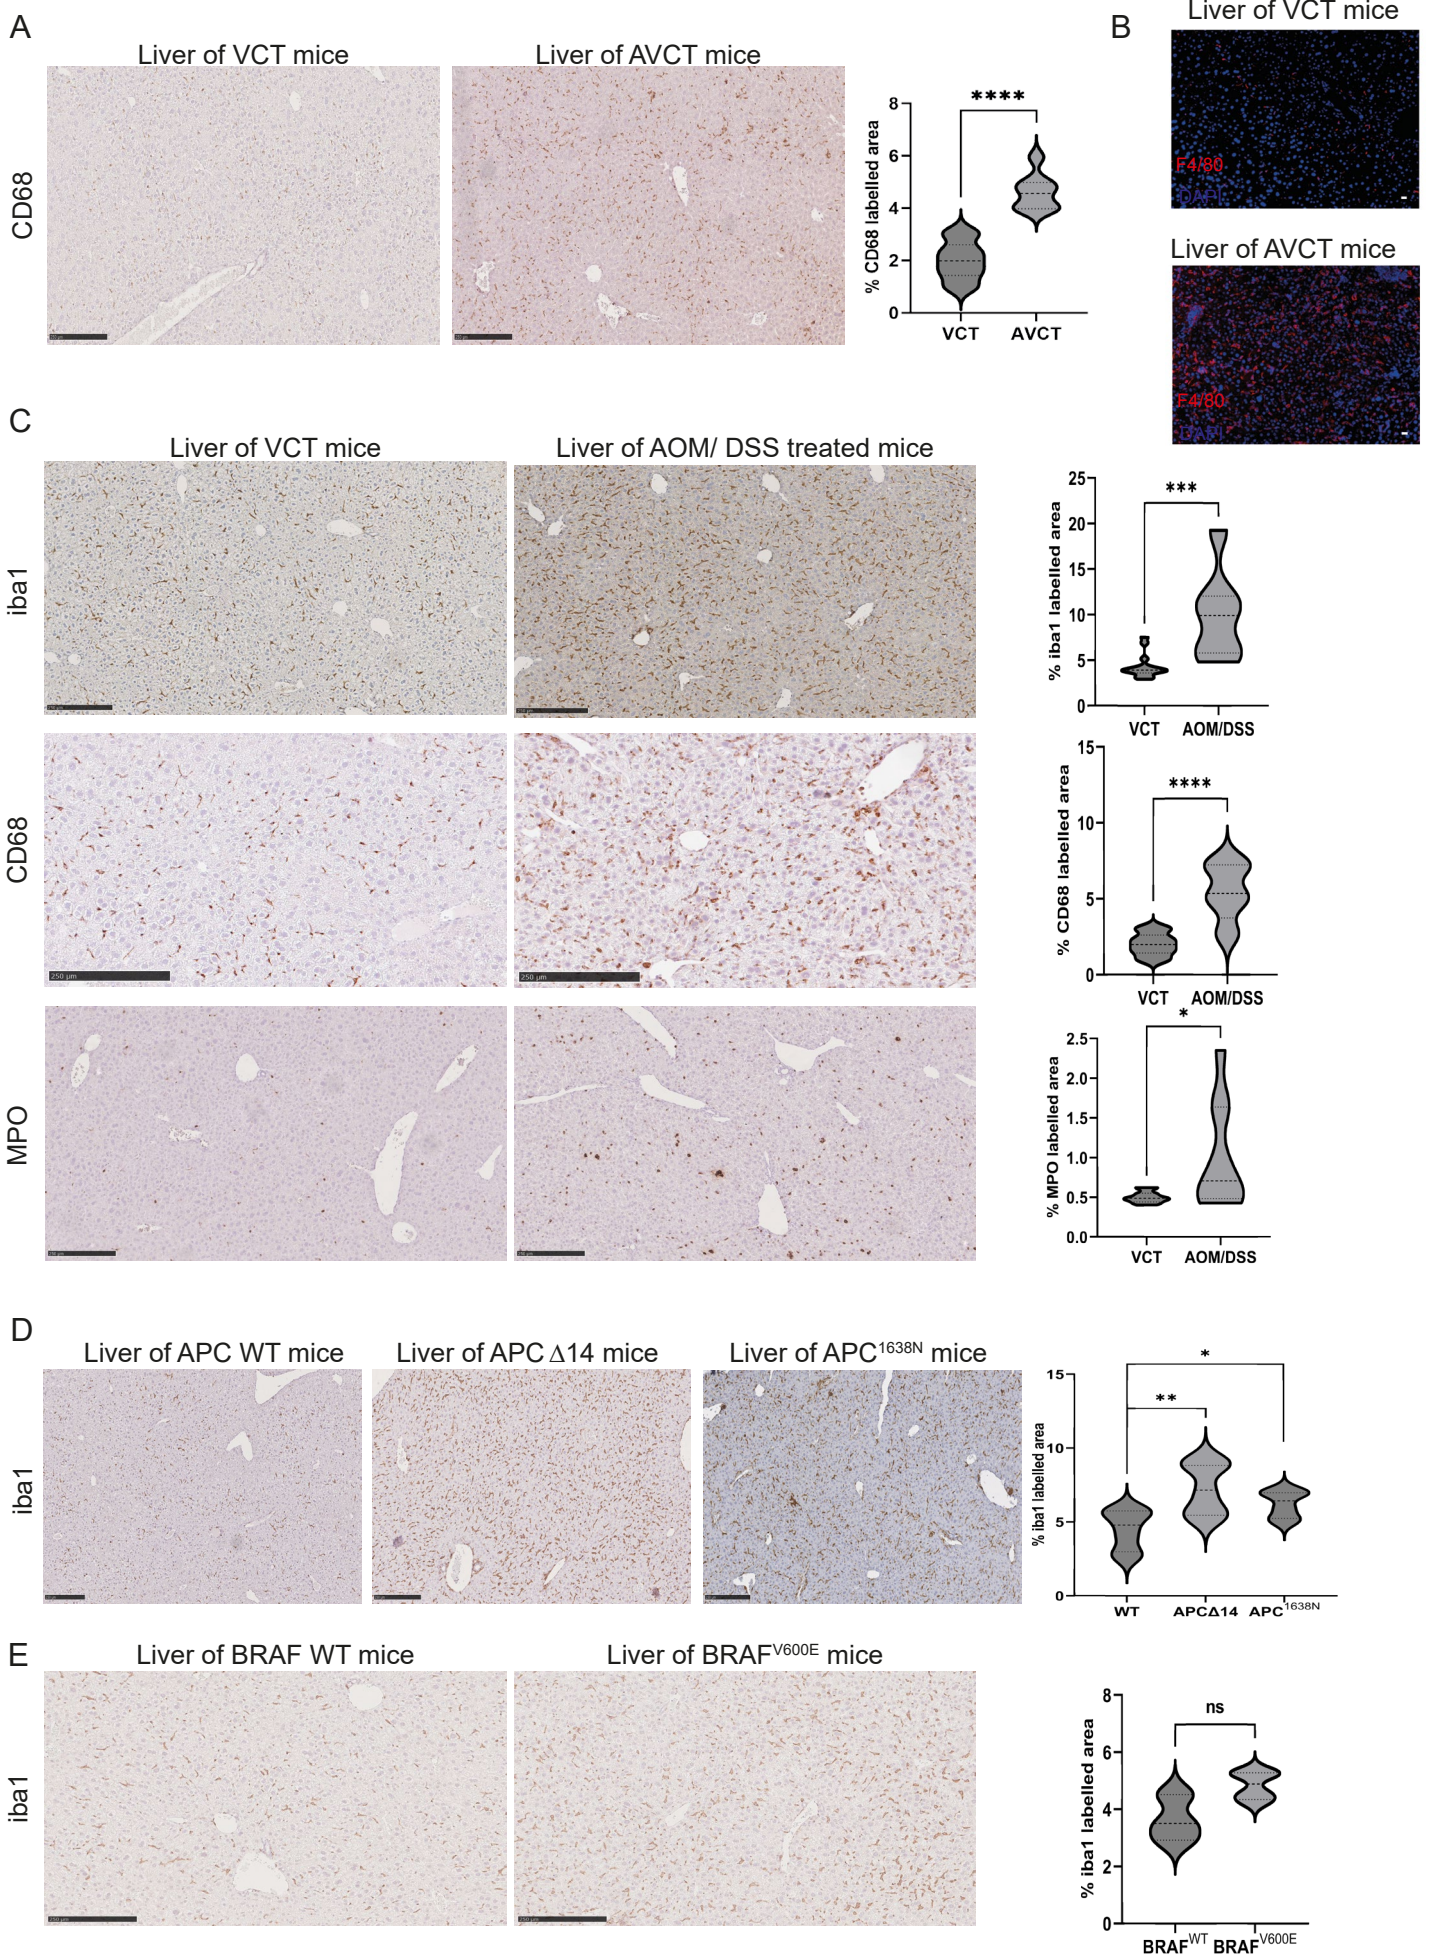 A
Liver of VCT mice
Liver of AVCT mice
CD68
% CD68 labelled area
8
6
4
2
0
****
VCT
AVCT
B
Liver of VCT mice
F4/80
DAPI
Liver of AVCT mice
F4/80
DAPI
C
Liver of VCT mice
Liver of AOM/ DSS treated mice
iba1
% iba1 labelled area
25
20
15
10
5
0
***
VCT
AOM/DSS
CD68
250 µm
250 µm
% CD68 labelled area
15
10
5
0
****
VCT
AOM/DSS
MPO
% MPO labelled area
2.5
2.0
1.5
1.0
0.5
0.0
*
VCT
AOM/DSS
D
Liver of APC WT mice
Liver of APC Δ14 mice
Liver of APC1638N mice
iba1
% iba1 labelled area
15
10
5
0
*
**
WT
APCΔ14
APC1638N
E
Liver of BRAF WT mice
Liver of BRAFV600E mice
iba1
250 µm
250 µm
% iba1 labelled area
8
6
4
2
0
ns
BRAFWT
BRAFV600E